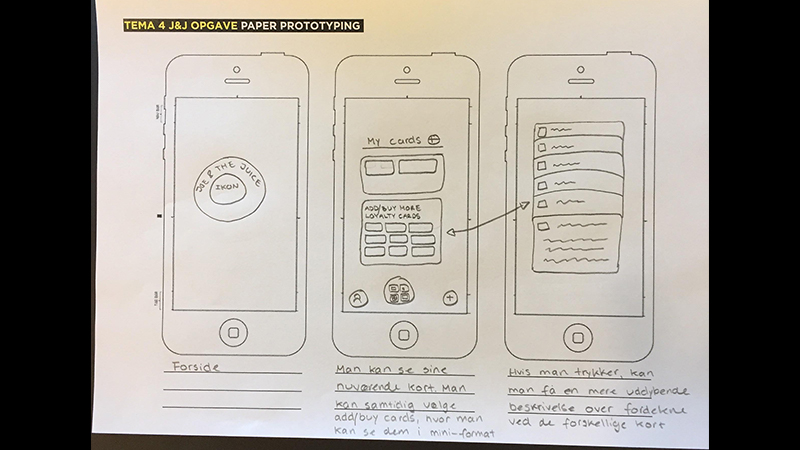 TEMA 4 J&J OPGAVE PAPER PROTOTYPING
JOE & THE JUICE
IKON
My cards
ADD/BUY MORE
LOYALTY CARDS
Forside
Man kan se sine
nuværende kort. Man
kan samtidig vælge
add/buy cards, hvor man
kan se dem i mini-format
Hvis man trykker, kan
man få en mere uddybende
beskrivelse over fordelene
ved de forskellige kort